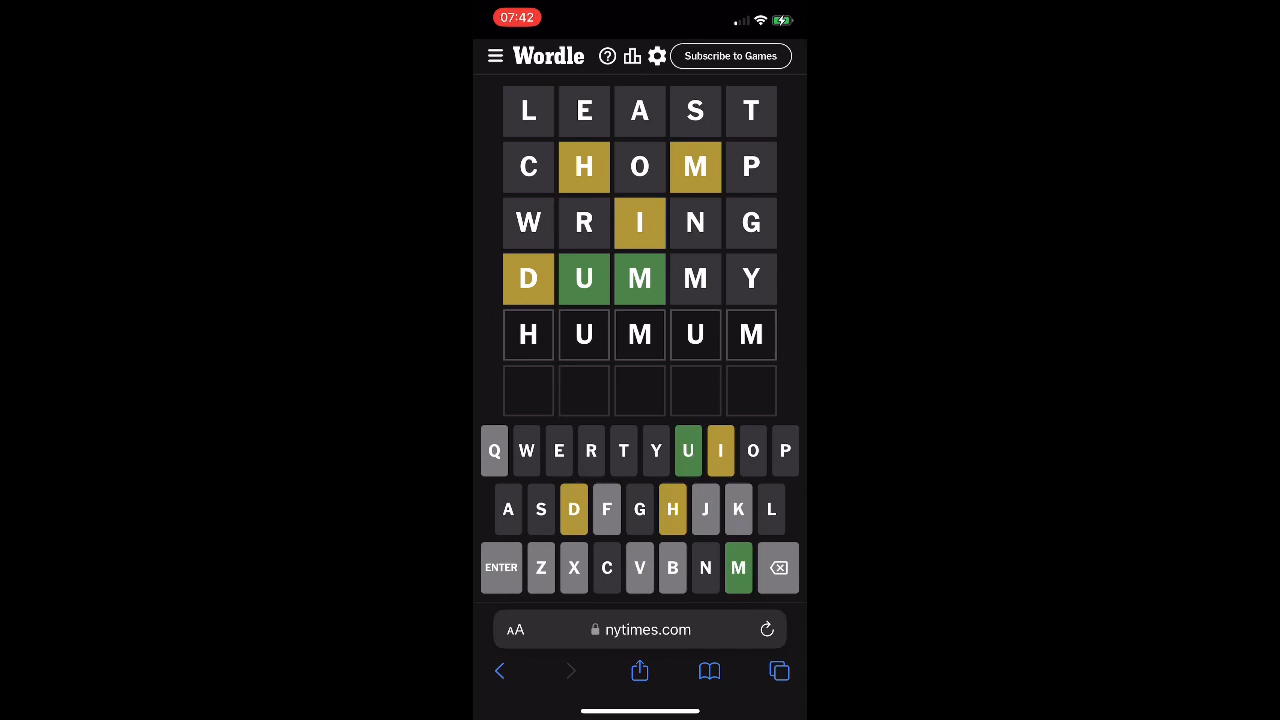 07:42
Wordle ? Subscribe to Games
L E A S T
C H O M P
W R I N G
D U M M Y
H U M U M
Q W E R T Y U I O P
A S D F G H J K L
ENTER Z X C V B N M
AA nytimes.com